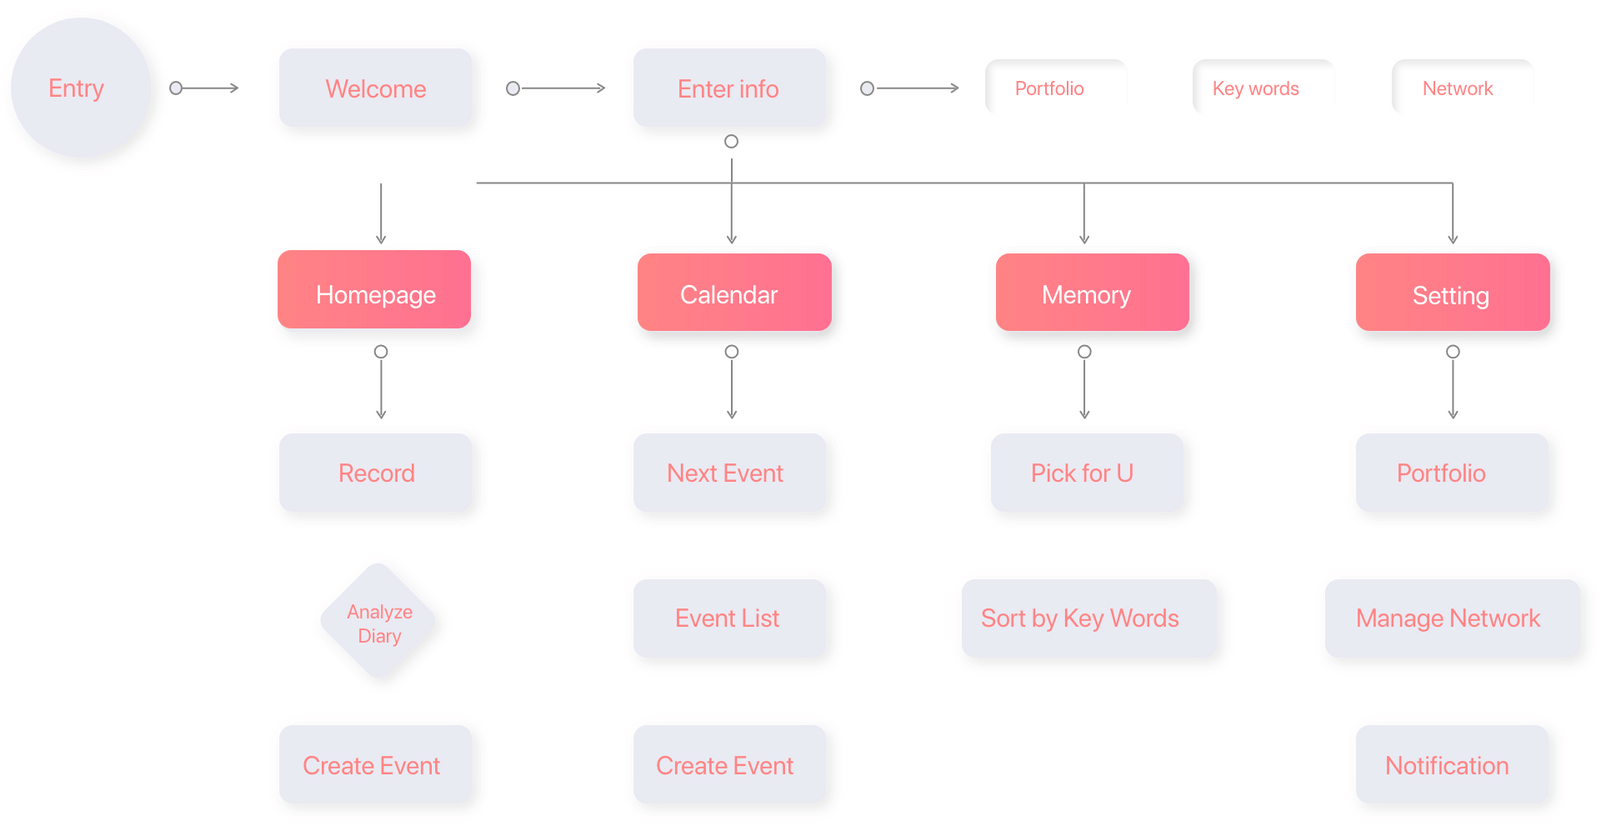 Entry
Welcome
Enter info
Portfolio
Key words
Network
Homepage
Calendar
Memory
Setting
Record
Next Event
Pick for U
Portfolio
Analyze
Diary
Event List
Sort by Key Words
Manage Network
Create Event
Create Event
Notification